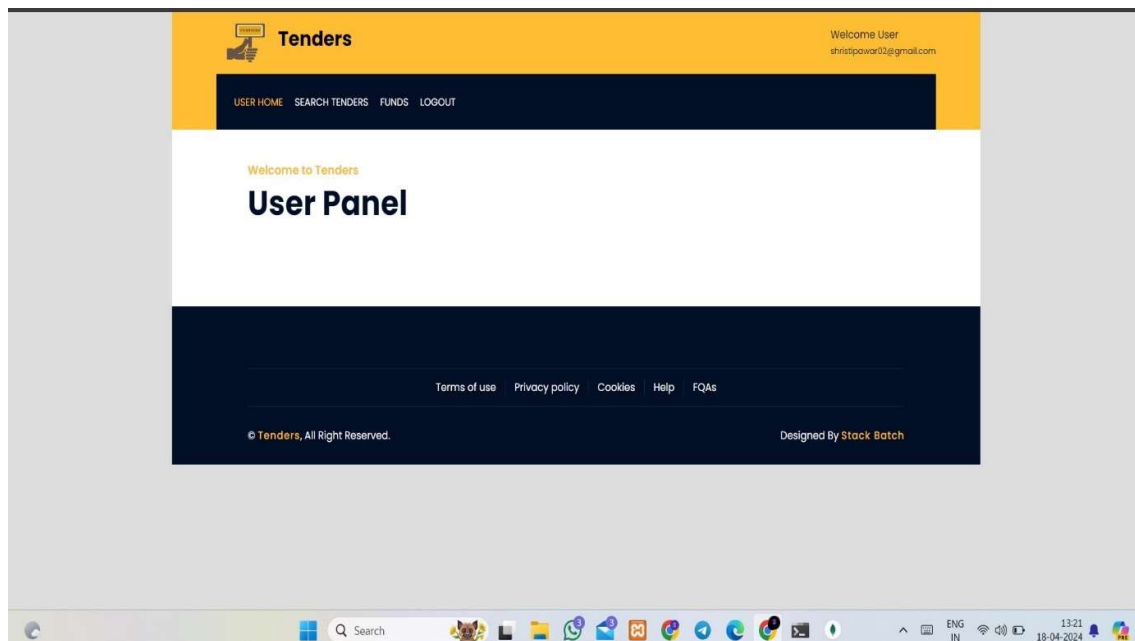 Tenders
Welcome User
shristipawar02@gmail.com
USER HOME SEARCH TENDERS FUNDS LOGOUT
Welcome to Tenders
User Panel
Terms of use Privacy policy Cookies Help FQAs
© Tenders, All Right Reserved.
Designed By Stack Batch
Search
ENG
IN
13:21
18-04-2024